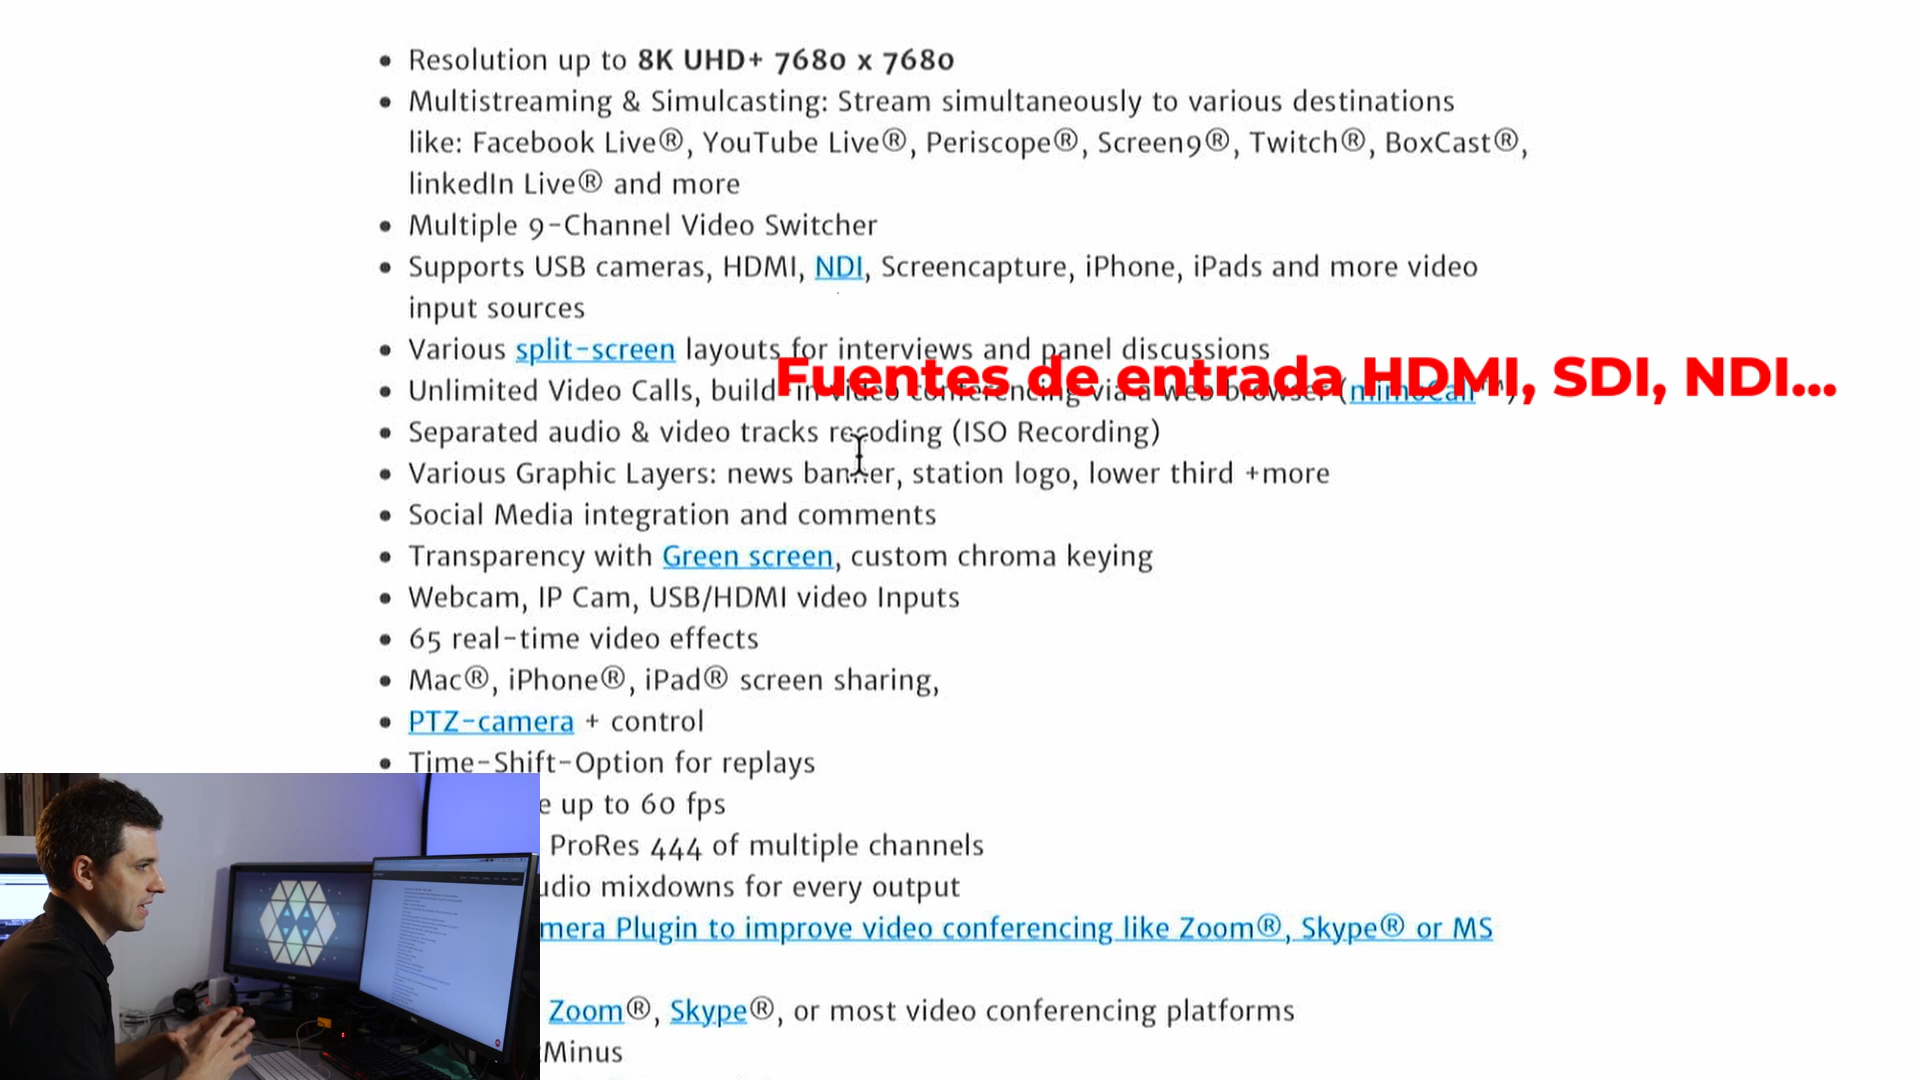 Resolution up to 8K UHD+ 7680 x 7680
Multistreaming & Simulcasting: Stream simultaneously to various destinations
like: Facebook Live®, YouTube Live®, Periscope®, Screen9®, Twitch®, BoxCast®,
linkedIn Live® and more
Multiple 9-Channel Video Switcher
Supports USB cameras, HDMI, NDI, Screencapture, iPhone, iPads and more video
input sources
Various split-screen layouts for interviews and panel discussions
Fuentes de entrada HDMI, SDI, NDI...
Unlimited Video Calls, build-in video conferencing via a web browser (mimoCall™)
Separated audio & video tracks recoding (ISO Recording)
Various Graphic Layers: news banner, station logo, lower third +more
Social Media integration and comments
Transparency with Green screen, custom chroma keying
Webcam, IP Cam, USB/HDMI video Inputs
65 real-time video effects
Mac®, iPhone®, iPad® screen sharing,
PTZ-camera + control
Time-Shift-Option for replays
up to 60 fps
ProRes 444 of multiple channels
mixdowns for every output
Plugin to improve video conferencing like Zoom®, Skype® or MS
Zoom®, Skype®, or most video conferencing platforms
Minus